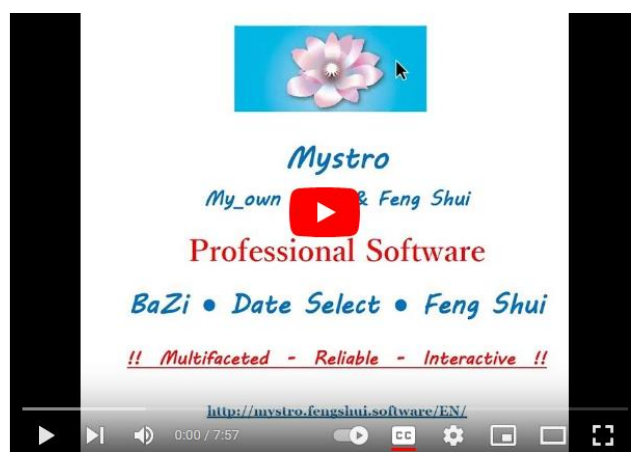 Mystro
My_own & Feng Shui
Professional Software
BaZi ● Date Select ● Feng Shui
!! Multifaceted - Reliable - Interactive !!
http://mystro.fengshui.software/EN/
0:00 / 7:57
CC